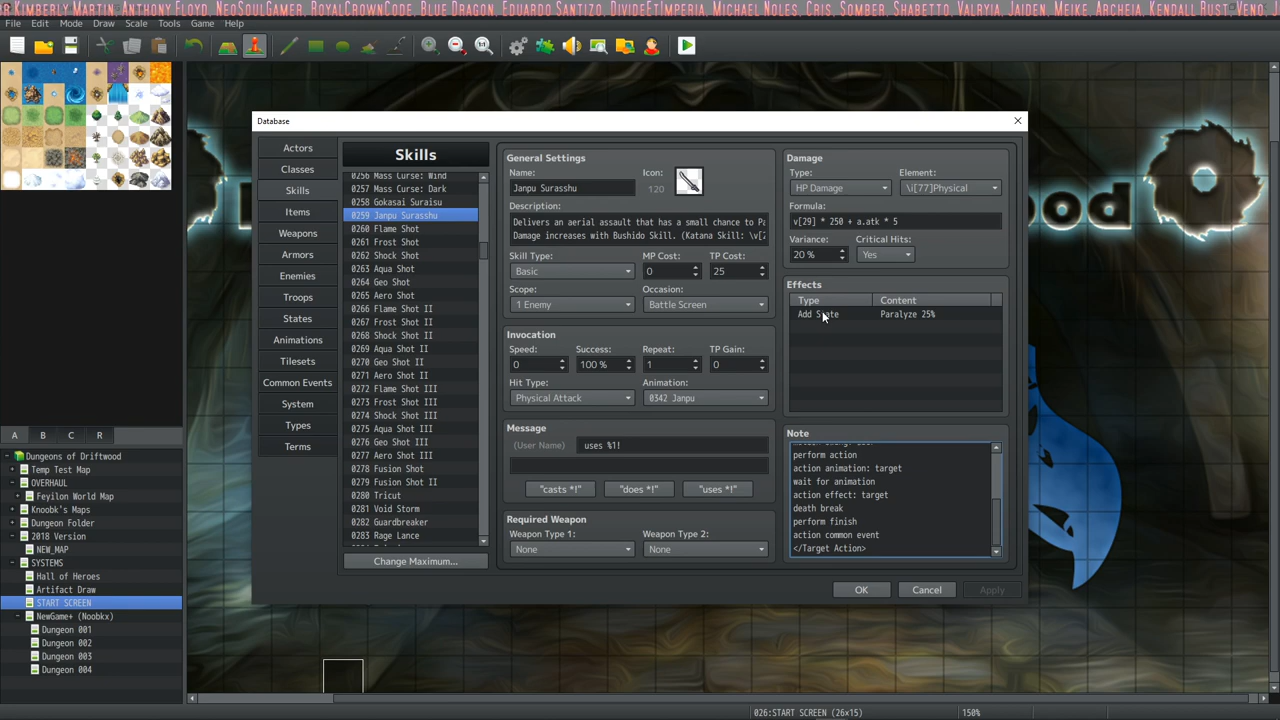 KIMBERLY MARTIN, ANTHONY FLOYD, NEOSOULGAMER, ROYALCROWNCODE, BLUE DRAGON, EDUARDO SANTIZO, DIVIDEETIMPERIA, MICHAEL NOLES, CRIS, SOMBER, SHABETTO, VALRYIA, JAIDEN, MEIKE, ARCHEIA, KENDALL RUST, VENO
File Edit Mode Draw Scale Tools Game Help
Database
Actors
Classes
Skills
Items
Weapons
Armors
Enemies
Troops
States
Animations
Tilesets
Common Events
System
Types
Terms
Skills
0256 Mass Curse: Wind
0257 Mass Curse: Dark
0258 Gokasai Suraisu
0259 Janpu Surasshu
0260 Flame Shot
0261 Frost Shot
0262 Shock Shot
0263 Aqua Shot
0264 Geo Shot
0265 Aero Shot
0266 Flame Shot II
0267 Frost Shot II
0268 Shock Shot II
0269 Aqua Shot II
0270 Geo Shot II
0271 Aero Shot II
0272 Flame Shot III
0273 Frost Shot III
0274 Shock Shot III
0275 Aqua Shot III
0276 Geo Shot III
0277 Aero Shot III
0278 Fusion Shot
0279 Fusion Shot II
0280 Tricut
0281 Void Storm
0282 Guardbreaker
0283 Rage Lance
Change Maximum...
General Settings
Name:
Icon:
Janpu Surasshu
120
Description:
Delivers an aerial assault that has a small chance to Pa
Damage increases with Bushido Skill. (Katana Skill: \v[2
Skill Type:
MP Cost:
TP Cost:
Basic
0
25
Scope:
Occasion:
1 Enemy
Battle Screen
Invocation
Speed:
Success:
Repeat:
TP Gain:
0
100 %
1
0
Hit Type:
Animation:
Physical Attack
0342 Janpu
Message
(User Name)
uses %1!
"casts *!"
"does *!"
"uses *!"
Required Weapon
Weapon Type 1:
Weapon Type 2:
None
None
Damage
Type:
Element:
HP Damage
\i[77]Physical
Formula:
v[29] * 250 + a.atk * 5
Variance:
Critical Hits:
20 %
Yes
Effects
Type
Content
Add State
Paralyze 25%
Note
perform action
action animation: target
wait for animation
action effect: target
death break
perform finish
action common event
</Target Action>
OK
Cancel
Apply
A B C R
Dungeons of Driftwood
Temp Test Map
OVERHAUL
Feyilon World Map
Knoobk's Maps
Dungeon Folder
2018 Version
NEW_MAP
SYSTEMS
Hall of Heroes
Artifact Draw
START SCREEN
NewGame+ (Noobkx)
Dungeon 001
Dungeon 002
Dungeon 003
Dungeon 004
ood
026:START SCREEN (26x15)
150%